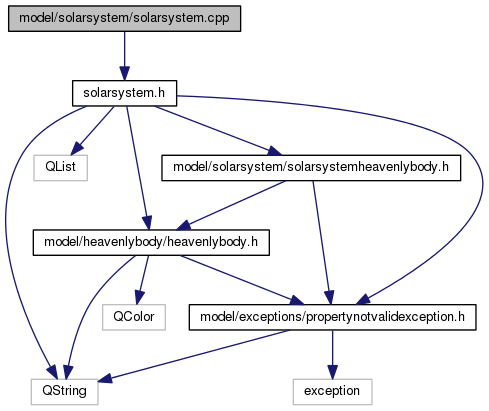 model/solarsystem/solarsystem.cpp
solarsystem.h
QList
model/solarsystem/solarsystemheavenlybody.h
model/heavenlybody/heavenlybody.h
QColor
model/exceptions/propertynotvalidexception.h
QString
exception